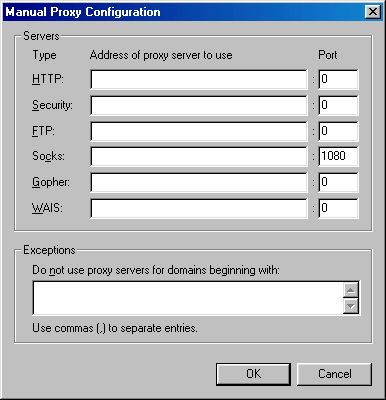 Manual Proxy Configuration
Servers
Type Address of proxy server to use Port
HTTP: : 0
Security: : 0
FTP: : 0
Socks: : 1080
Gopher: : 0
WAIS: : 0
Exceptions
Do not use proxy servers for domains beginning with:
Use commas (,) to separate entries.
OK Cancel